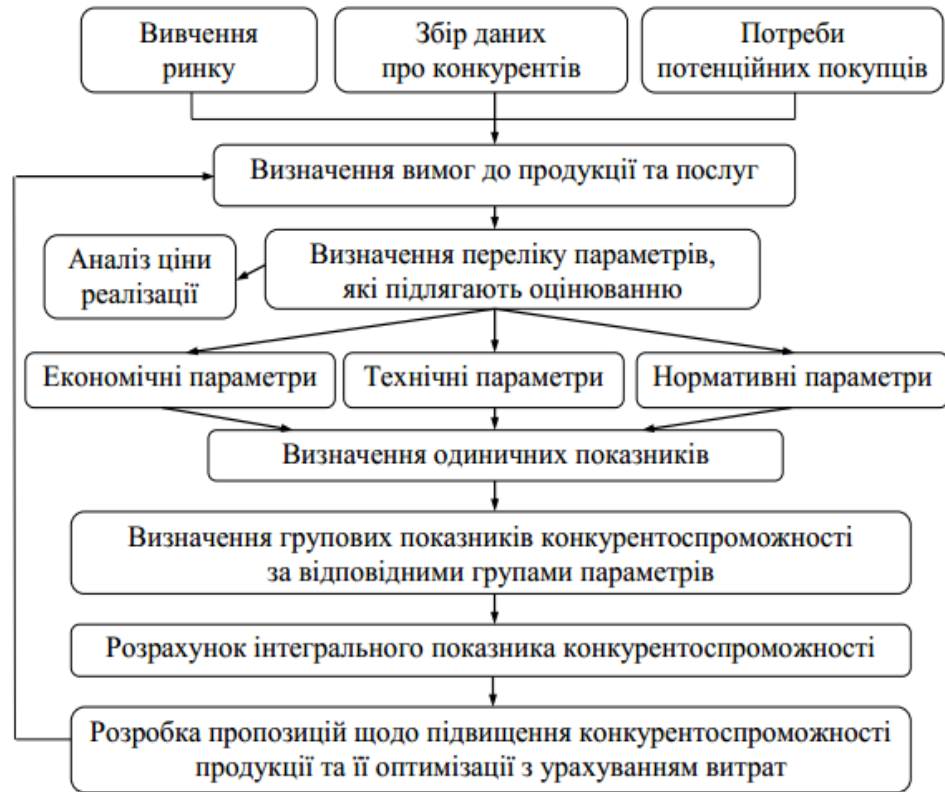 Вивчення
ринку
Збір даних
про конкурентів
Потреби
потенційних покупців
Визначення вимог до продукції та послуг
Аналіз ціни
реалізації
Визначення переліку параметрів,
які підлягають оцінюванню
Економічні параметри
Технічні параметри
Нормативні параметри
Визначення одиничних показників
Визначення групових показників конкурентоспроможності
за відповідними групами параметрів
Розрахунок інтегрального показника конкурентоспроможності
Розробка пропозицій щодо підвищення конкурентоспроможності
продукції та її оптимізації з урахуванням витрат